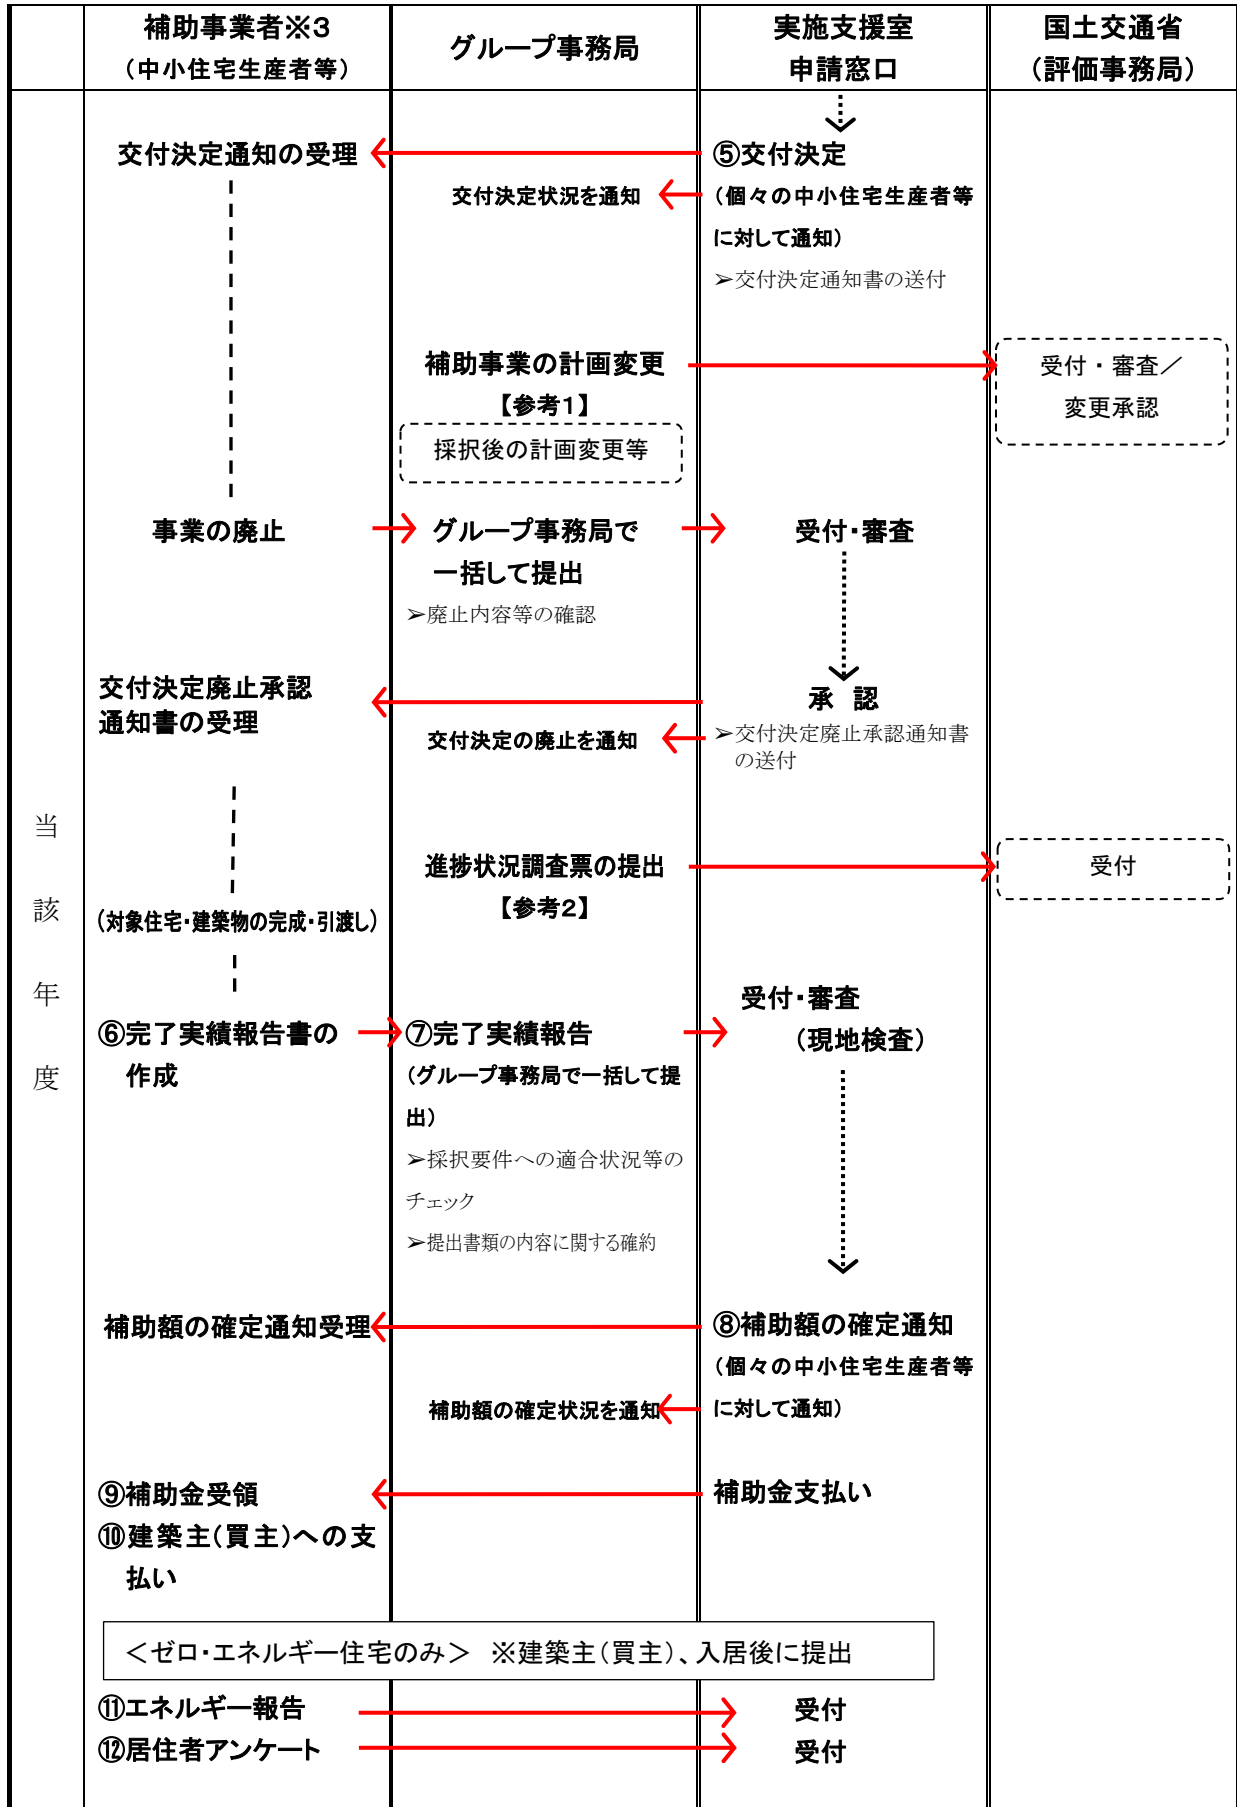 補助事業者※3
(中小住宅生産者等)
グループ事務局
実施支援室
申請窓口
国土交通省
(評価事務局)
当該年度
交付決定通知の受理
⑤交付決定
交付決定状況を通知
(個々の中小住宅生産者等
に対して通知)
➢交付決定通知書の送付
補助事業の計画変更
【参考1】
採択後の計画変更等
受付・審査／
変更承認
事業の廃止
グループ事務局で
一括して提出
➢廃止内容等の確認
受付・審査
交付決定廃止承認
通知書の受理
承 認
交付決定の廃止を通知
➢交付決定廃止承認通知書
の送付
進捗状況調査票の提出
【参考2】
受付
(対象住宅・建築物の完成・引渡し)
⑥完了実績報告書の
作成
⑦完了実績報告
(グループ事務局で一括して提
出)
➢採択要件への適合状況等の
チェック
➢提出書類の内容に関する確約
受付・審査
(現地検査)
補助額の確定通知受理
⑧補助額の確定通知
(個々の中小住宅生産者等
に対して通知)
補助額の確定状況を通知
⑨補助金受領
補助金支払い
⑩建築主(買主)への支
払い
＜ゼロ・エネルギー住宅のみ＞ ※建築主(買主)、入居後に提出
⑪エネルギー報告
受付
⑫居住者アンケート
受付